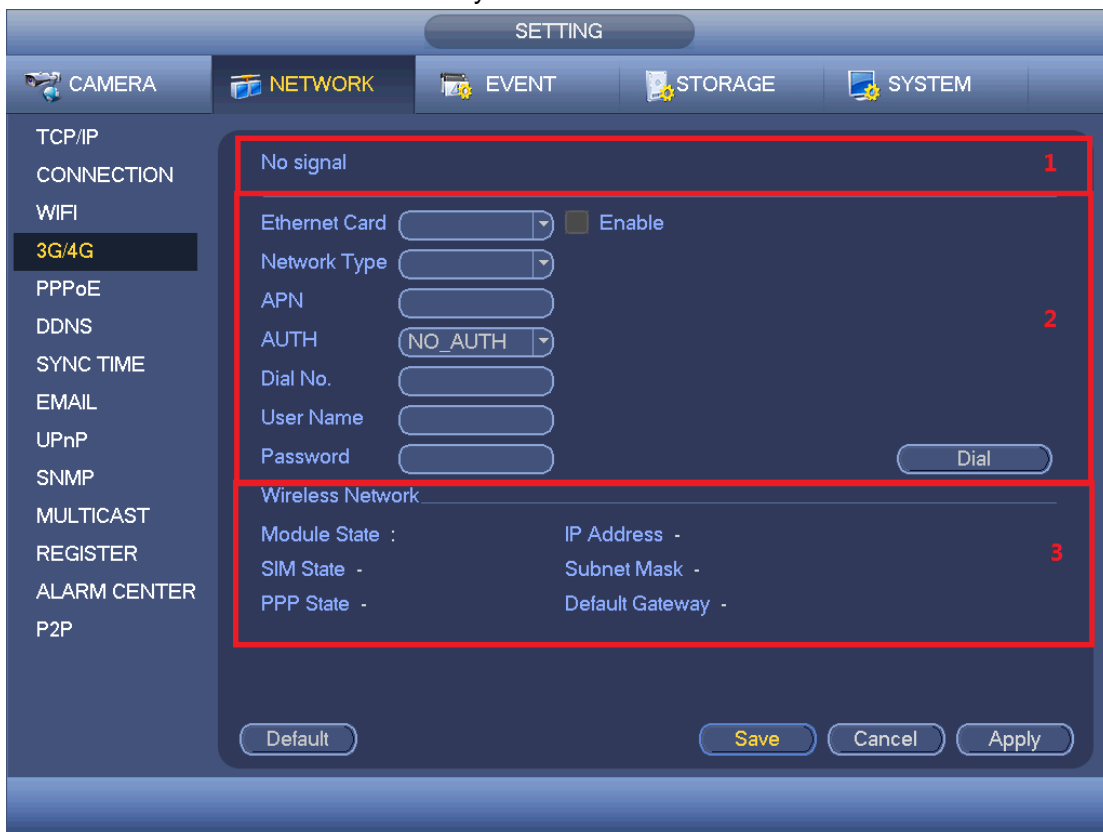 y
SETTING
CAMERA NETWORK EVENT STORAGE SYSTEM
TCP/IP
CONNECTION
WIFI
3G/4G
PPPoE
DDNS
SYNC TIME
EMAIL
UPnP
SNMP
MULTICAST
REGISTER
ALARM CENTER
P2P
No signal 1
Ethernet Card Enable
Network Type
APN
2
AUTH NO_AUTH
Dial No.
User Name
Password Dial
Wireless Network
Module State : IP Address -
3
SIM State - Subnet Mask -
PPP State - Default Gateway -
Default Save Cancel Apply